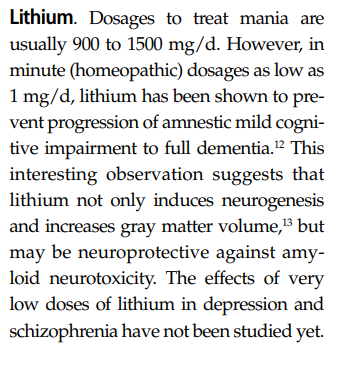 Lithium. Dosages to treat mania are
usually 900 to 1500 mg/d. However, in
minute (homeopathic) dosages as low as
1 mg/d, lithium has been shown to pre-
vent progression of amnestic mild cogni-
tive impairment to full dementia.12 This
interesting observation suggests that
lithium not only induces neurogenesis
and increases gray matter volume,13 but
may be neuroprotective against amy-
loid neurotoxicity. The effects of very
low doses of lithium in depression and
schizophrenia have not been studied yet.